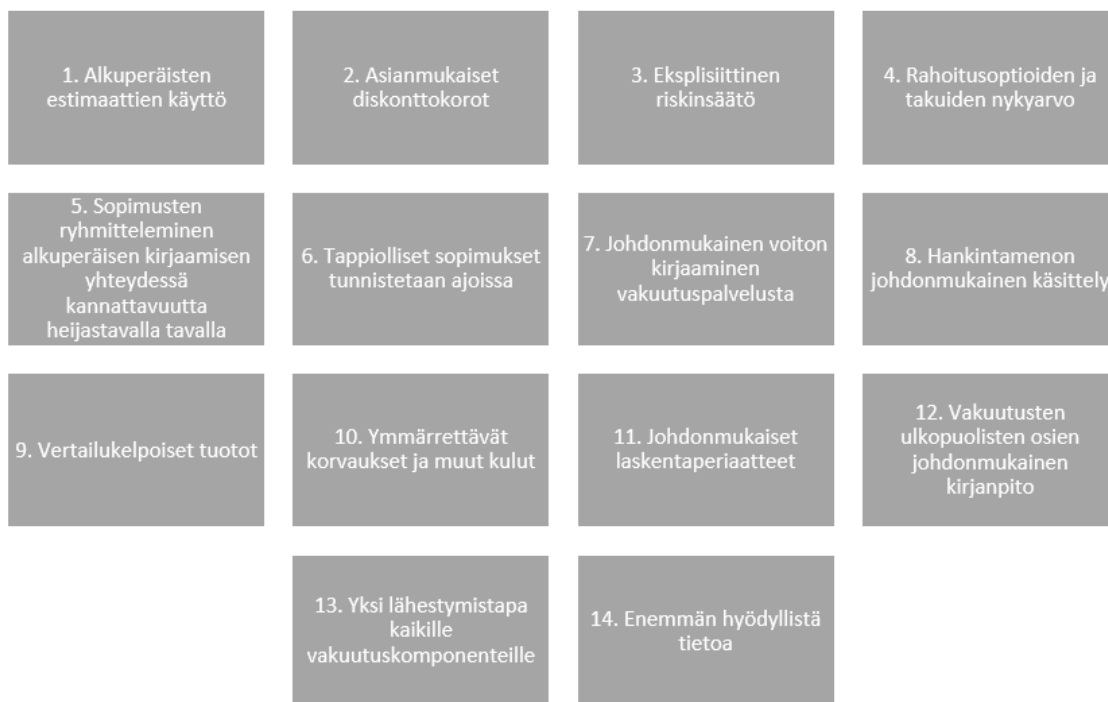 1. Alkuperäisten
estimaattien käyttö
2. Asianmukaiset
diskonttokorot
3. Eksplisiittinen
riskinsäätö
4. Rahoitusoptioiden ja
takuiden nykyarvo
5. Sopimusten
ryhmitteleminen
alkuperäisen kirjaamisen
yhteydessä
kannattavuutta
heijastavalla tavalla
6. Tappiolliset sopimukset
tunnistetaan ajoissa
7. Johdonmukainen voiton
kirjaaminen
vakuutuspalvelusta
8. Hankintamenon
johdonmukainen käsittely
9. Vertailukelpoiset tuotot
10. Ymmärrettävät
korvaukset ja muut kulut
11. Johdonmukaiset
laskentaperiaatteet
12. Vakuutusten
ulkopuolisten osien
johdonmukainen
kirjanpito
13. Yksi lähestymistapa
kaikille
vakuutuskomponenteille
14. Enemmän hyödyllistä
tietoa